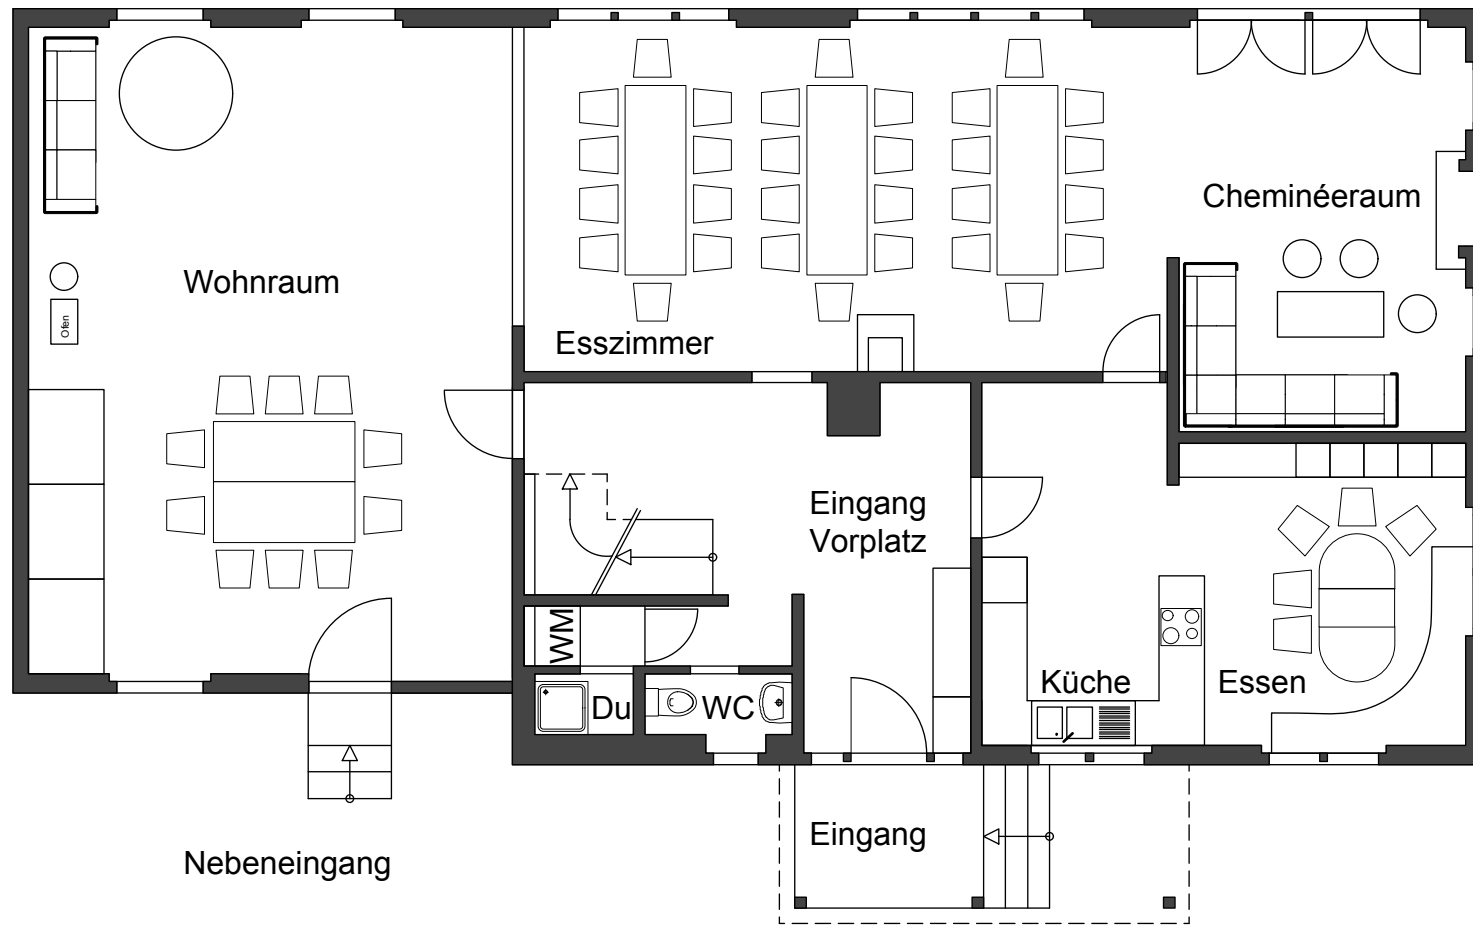 Cheminéeraum
Wohnraum
Ofen
Esszimmer
Eingang
Vorplatz
WM
Du
WC
Küche
Essen
Eingang
Nebeneingang